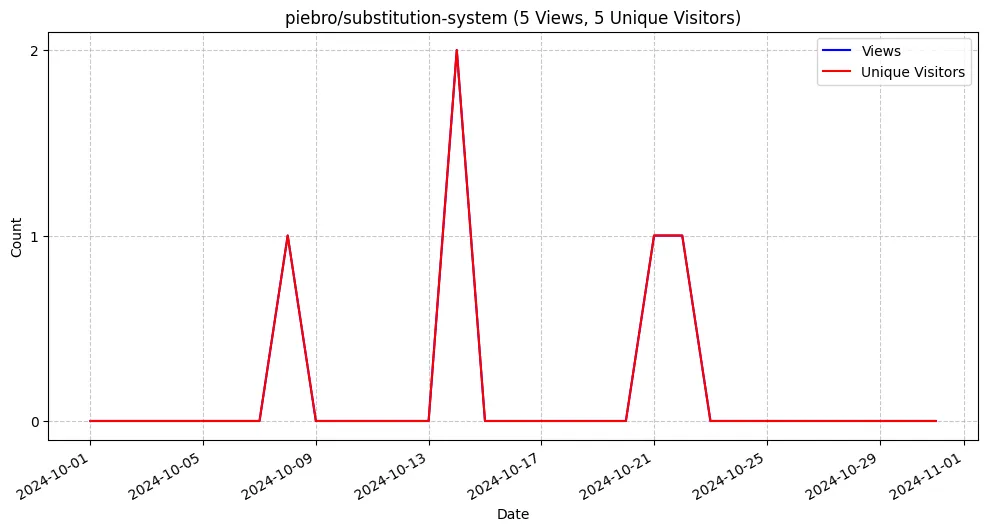 piebro/substitution-system (5 Views, 5 Unique Visitors)
Views
Unique Visitors
Count
2
1
0
2024-10-01
2024-10-05
2024-10-09
2024-10-13
2024-10-17
2024-10-21
2024-10-25
2024-10-29
2024-11-01
Date